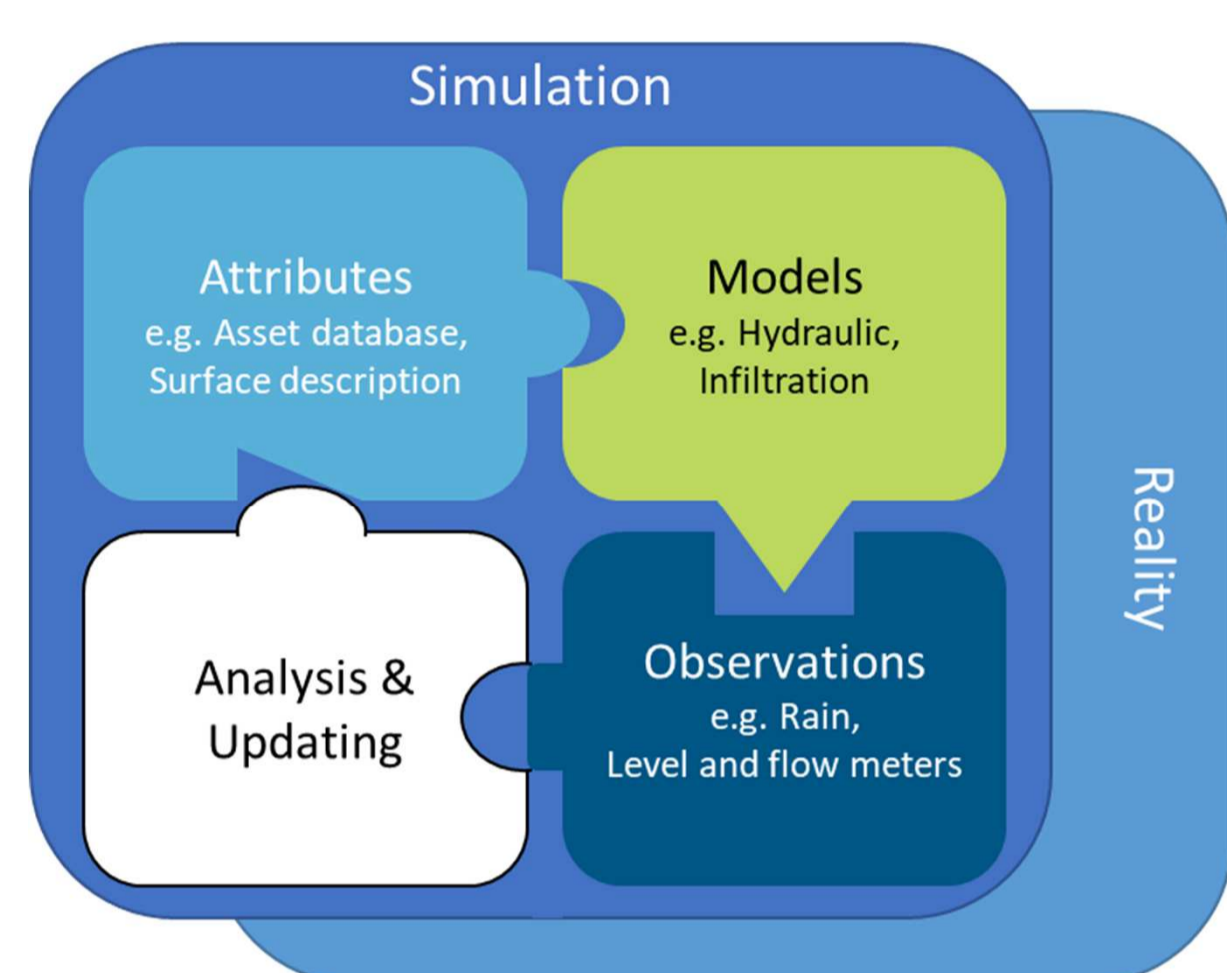 Simulation
Attributes
e.g. Asset database,
Surface description
Models
e.g. Hydraulic,
Infiltration
Analysis &
Updating
Observations
e.g. Rain,
Level and flow meters
Reality